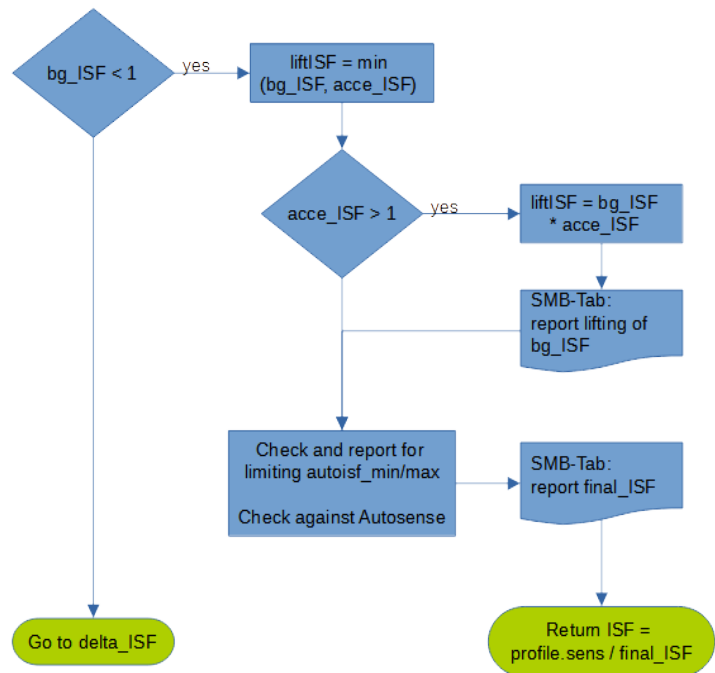 bg_ISF < 1
yes
liftISF = min
(bg_ISF, acce_ISF)
acce_ISF > 1
yes
liftISF = bg_ISF
* acce_ISF
SMB-Tab:
report lifting of
bg_ISF
Check and report for
limiting autoisf_min/max
Check against Autosense
SMB-Tab:
report final_ISF
Go to delta_ISF
Return ISF =
profile.sens / final_ISF